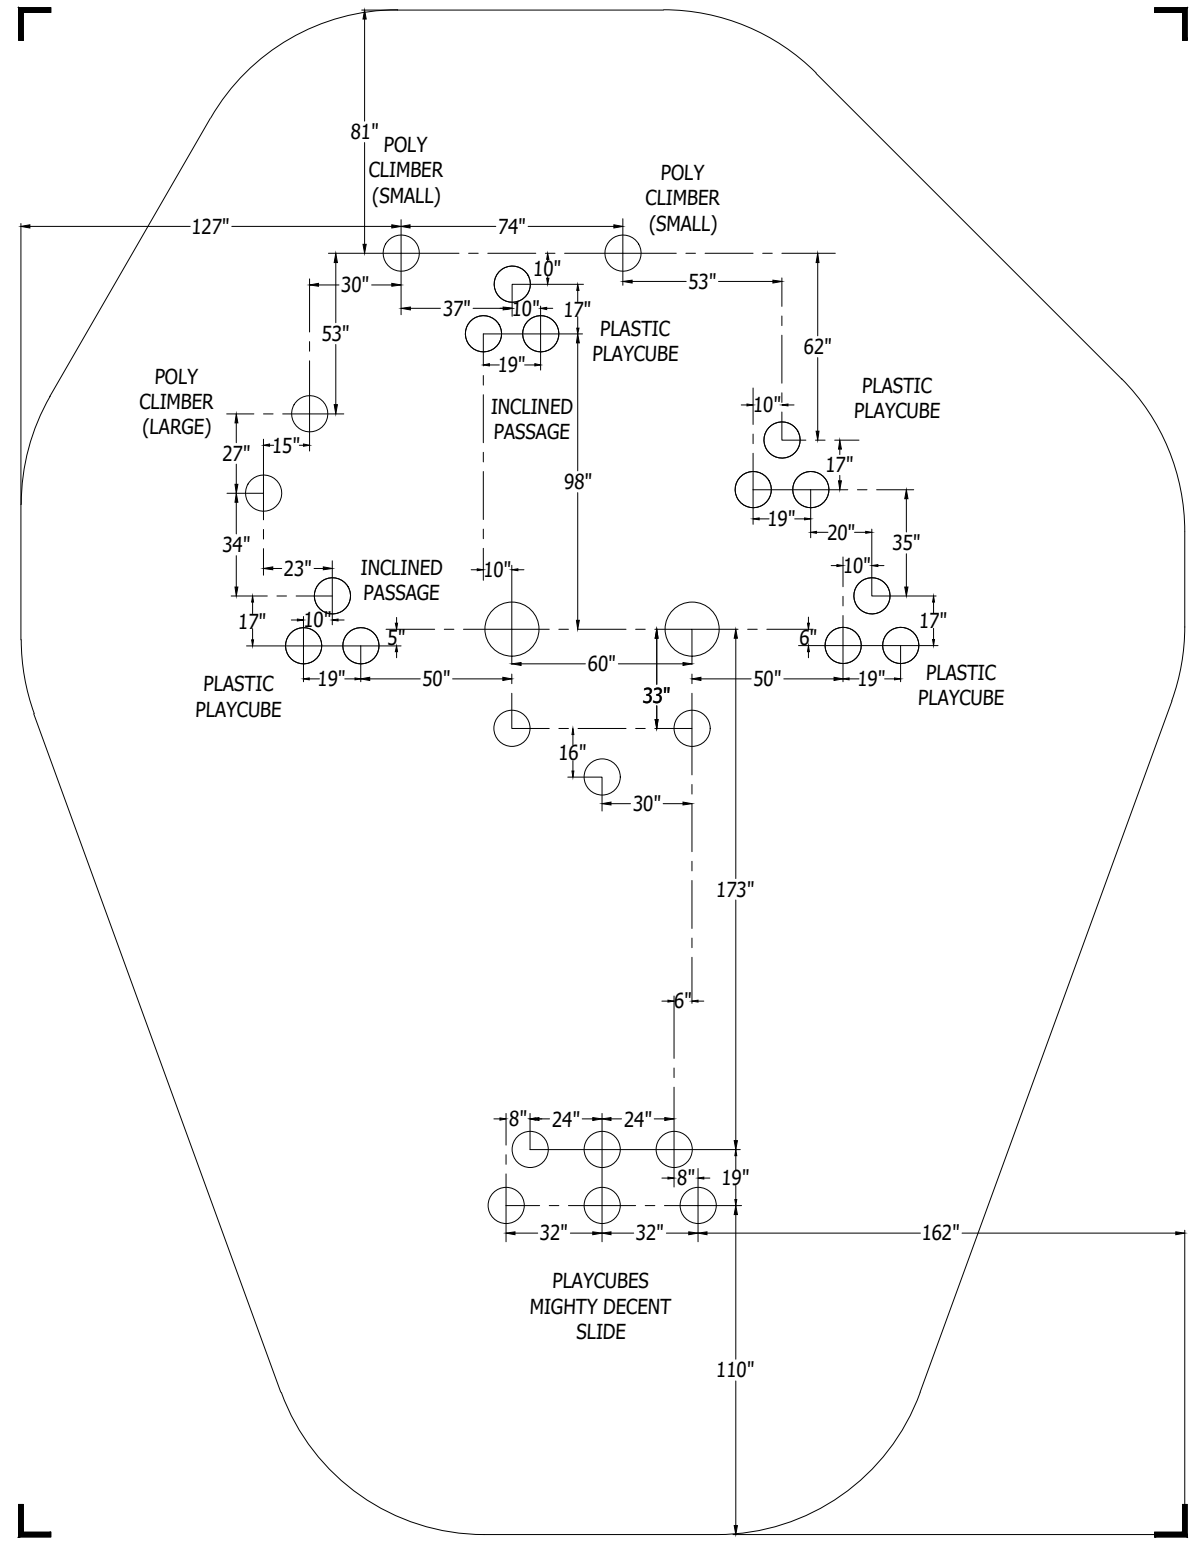 81"
POLY
CLIMBER
(SMALL)
POLY
CLIMBER
(SMALL)
127"
74"
10"
30"
53"
37"
10"
17"
53"
PLASTIC
PLAYCUBE
62"
19"
POLY
CLIMBER
(LARGE)
PLASTIC
PLAYCUBE
10"
INCLINED
PASSAGE
27"
15"
17"
98"
19"
20"
34"
35"
23"
INCLINED
PASSAGE
10"
10"
17"
10"
5"
6"
17"
60"
PLASTIC
PLAYCUBE
19"
50"
33"
50"
19"
PLASTIC
PLAYCUBE
16"
30"
173"
6"
8"
24"
24"
8"
19"
32"
32"
162"
PLAYCUBES
MIGHTY DECENT
SLIDE
110"